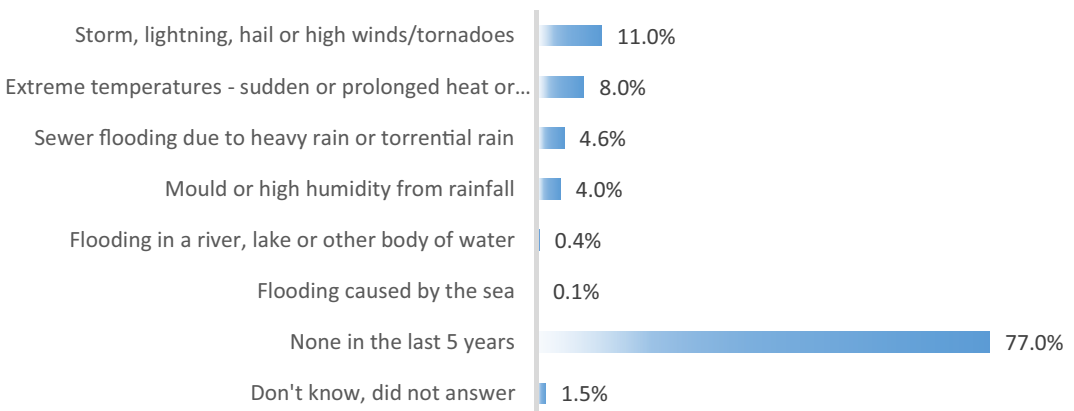 Storm, lightning, hail or high winds/tornadoes 11.0%
Extreme temperatures - sudden or prolonged heat or... 8.0%
Sewer flooding due to heavy rain or torrential rain 4.6%
Mould or high humidity from rainfall 4.0%
Flooding in a river, lake or other body of water 0.4%
Flooding caused by the sea 0.1%
None in the last 5 years 77.0%
Don't know, did not answer 1.5%